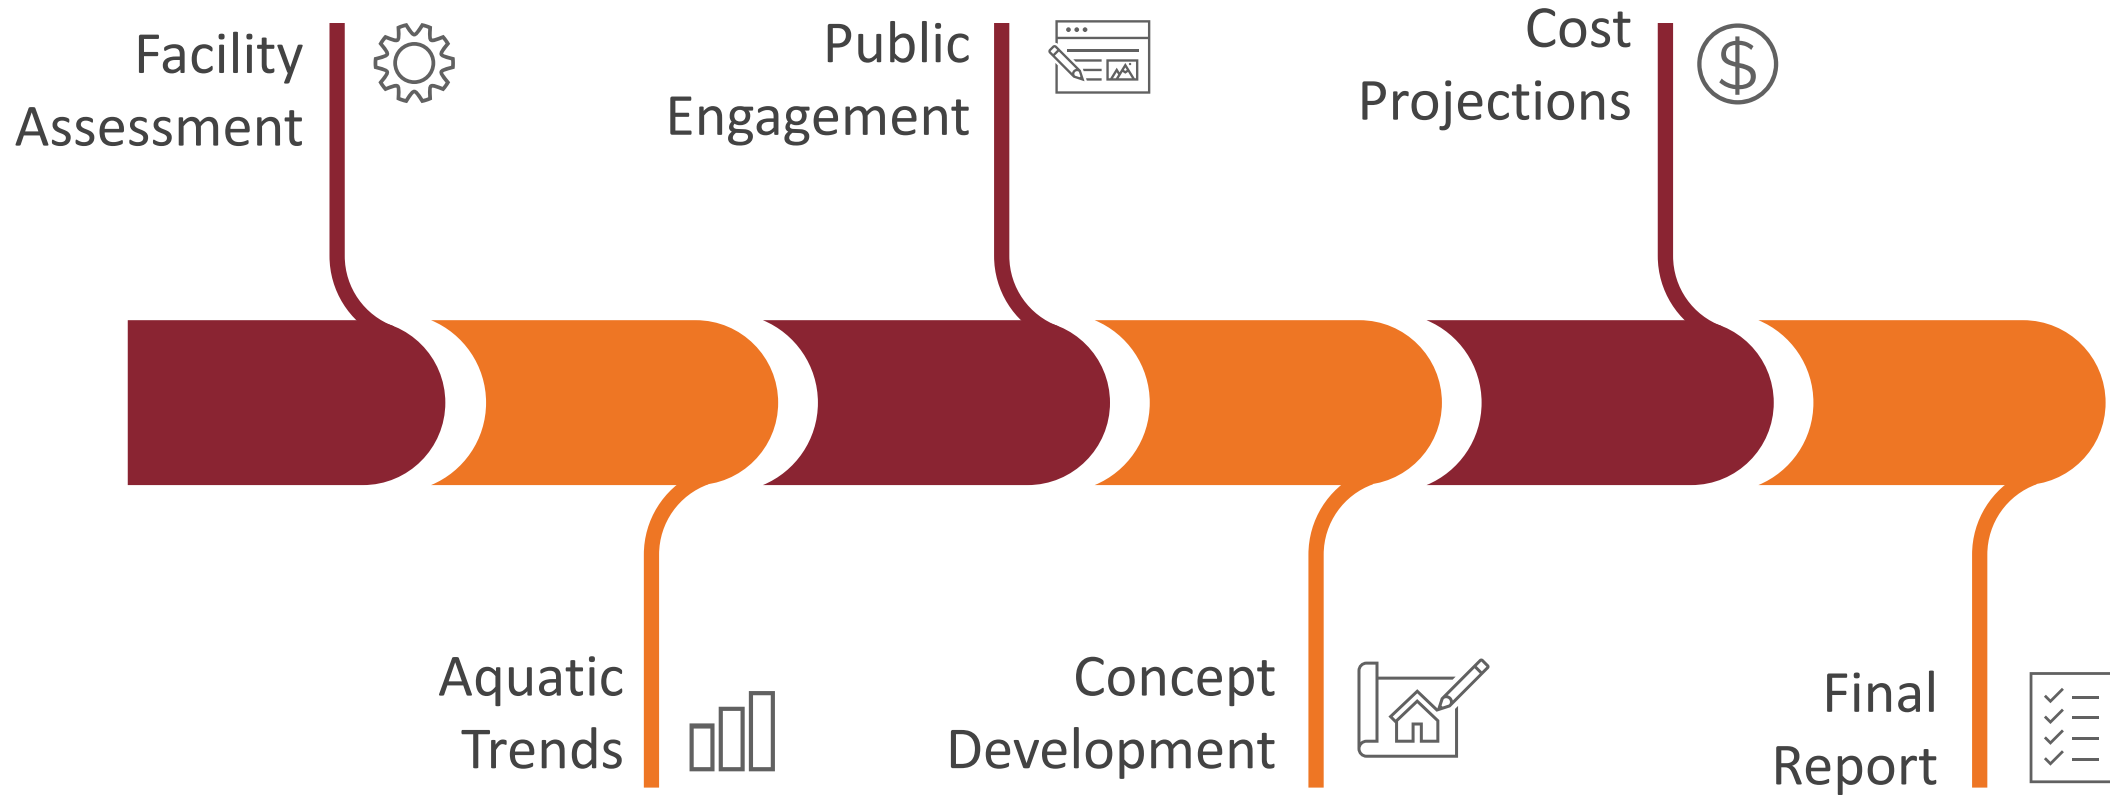 Facility
Assessment
Public
Engagement
Cost
Projections
Aquatic
Trends
Concept
Development
Final
Report